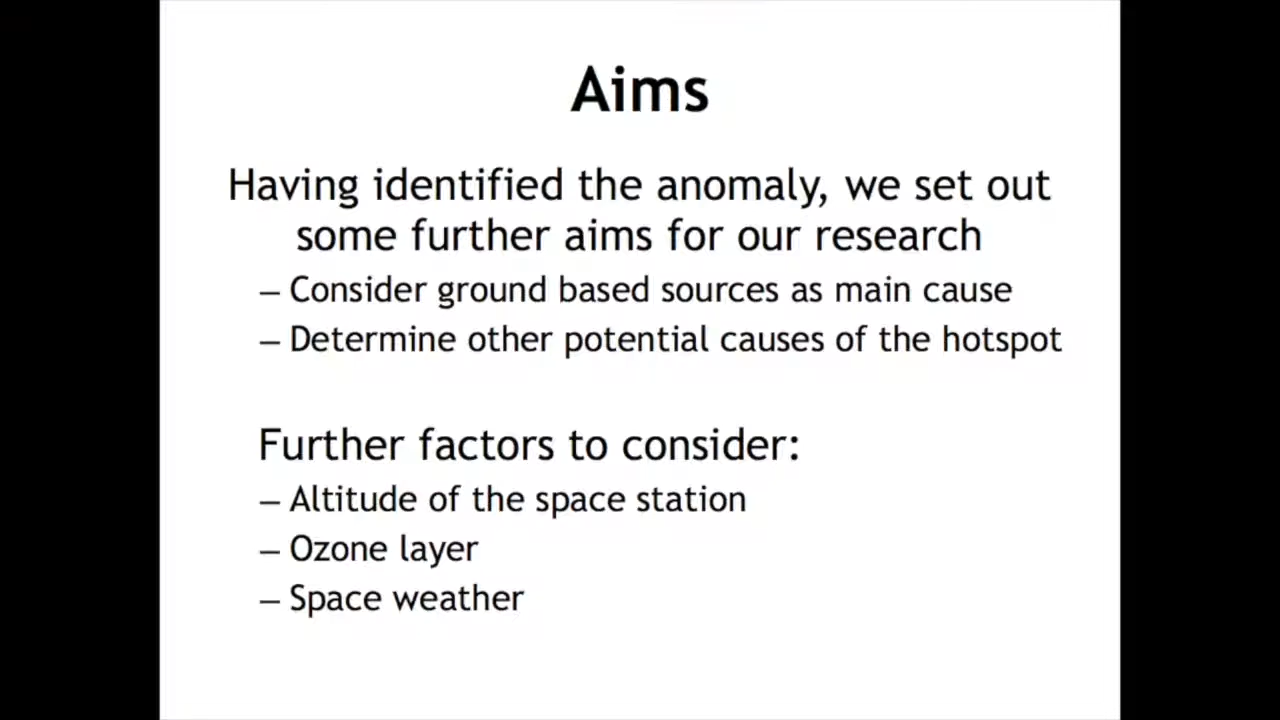 Aims
Having identified the anomaly, we set out
some further aims for our research
– Consider ground based sources as main cause
– Determine other potential causes of the hotspot
Further factors to consider:
– Altitude of the space station
– Ozone layer
– Space weather